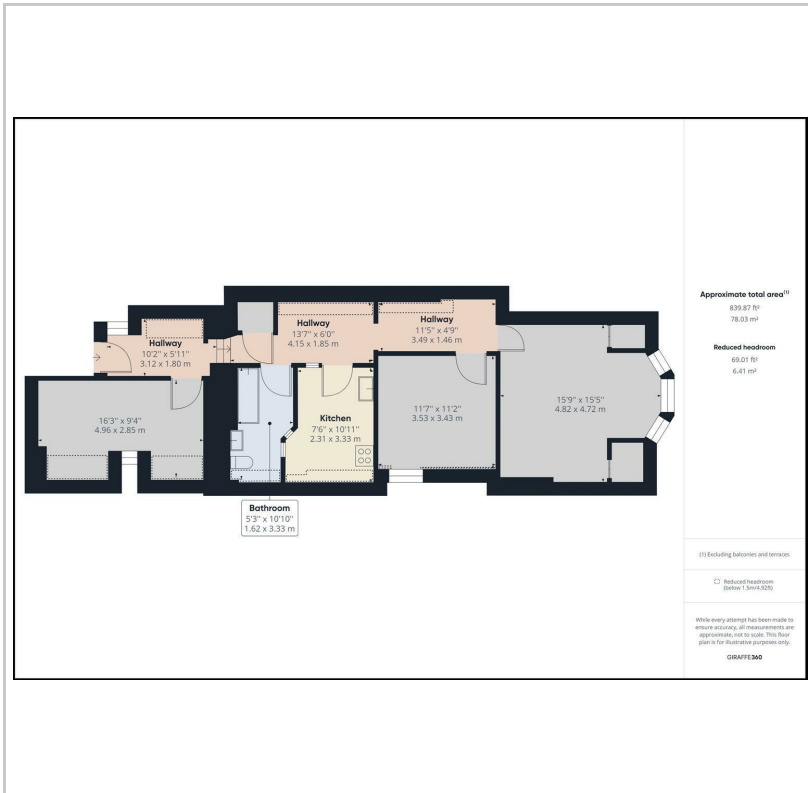 Hallway
10'2" x 5'11"
3.12 x 1.80 m
Hallway
13'7" x 6'0"
4.15 x 1.85 m
Hallway
11'5" x 4'9"
3.49 x 1.46 m
16'3" x 9'4"
4.96 x 2.85 m
Kitchen
7'6" x 10'11"
2.31 x 3.33 m
11'7" x 11'2"
3.53 x 3.43 m
15'9" x 15'5"
4.82 x 4.72 m
Bathroom
5'3" x 10'10"
1.62 x 3.33 m
Approximate total area(1)
839.87 ft²
78.03 m²
Reduced headroom
69.01 ft²
6.41 m²
(1) Excluding balconies and terraces
Reduced headroom
(below 1.5m/4.92ft)
While every attempt has been made to
ensure accuracy, all measurements are
approximate, not to scale. This floor
plan is for illustrative purposes only.
GIRAFFE360